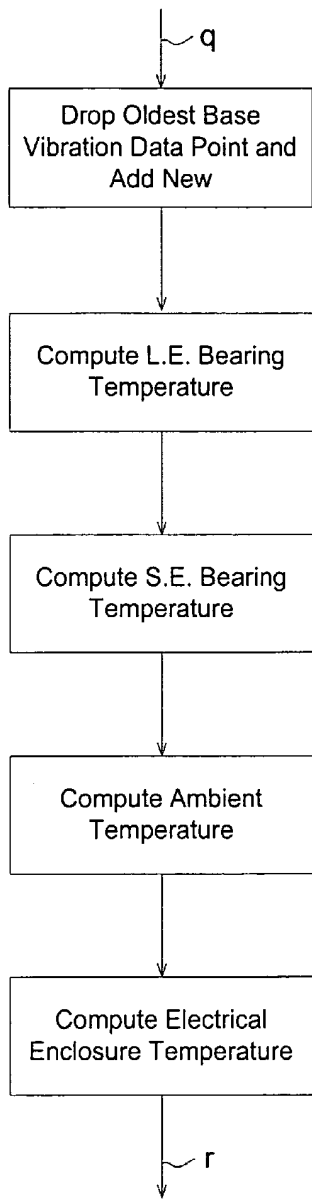 q
Drop Oldest Base
Vibration Data Point and
Add New
Compute L.E. Bearing
Temperature
Compute S.E. Bearing
Temperature
Compute Ambient
Temperature
Compute Electrical
Enclosure Temperature
r